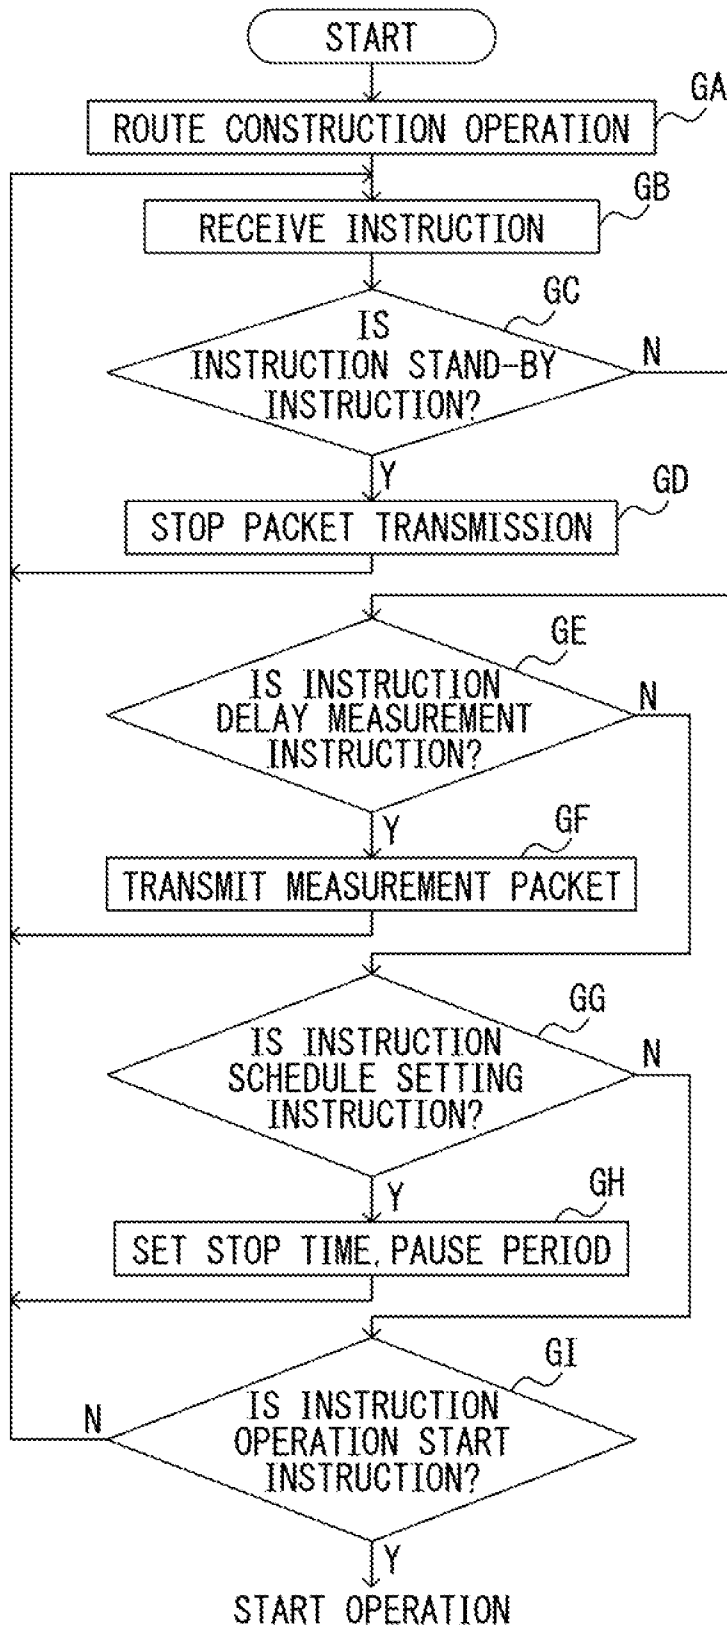 START
GA
ROUTE CONSTRUCTION OPERATION
GB
RECEIVE INSTRUCTION
GC
IS
INSTRUCTION STAND-BY
INSTRUCTION?
N
Y
GD
STOP PACKET TRANSMISSION
GE
IS INSTRUCTION
DELAY MEASUREMENT
INSTRUCTION?
N
Y
GF
TRANSMIT MEASUREMENT PACKET
GG
IS INSTRUCTION
SCHEDULE SETTING
INSTRUCTION?
N
Y
GH
SET STOP TIME, PAUSE PERIOD
GI
IS INSTRUCTION
OPERATION START
INSTRUCTION?
N
Y
START OPERATION